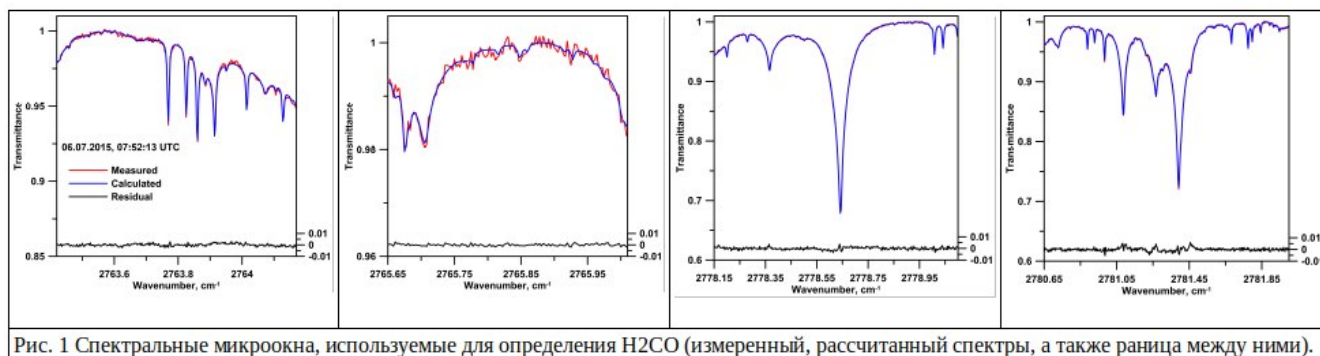 1
0.95
0.9
0.85
Transmittance
06.07.2015, 07:52:13 UTC
Measured
Calculated
Residual
0.01
0
-0.01
2763.6 2763.8 2764
Wavenumber, cm-1
1
0.98
0.96
Transmittance
0.01
0
-0.01
2765.65 2765.75 2765.85 2765.95
Wavenumber, cm-1
1
0.9
0.8
0.7
0.6
Transmittance
0.01
0
-0.01
2778.15 2778.35 2778.55 2778.75 2778.95
Wavenumber, cm-1
1
0.9
0.8
0.7
0.6
Transmittance
0.01
0
-0.01
2780.65 2781.05 2781.45 2781.85
Wavenumber, cm-1
Рис. 1 Спектральные микроокна, используемые для определения H2CO (измеренный, рассчитанный спектры, а также раница между ними).